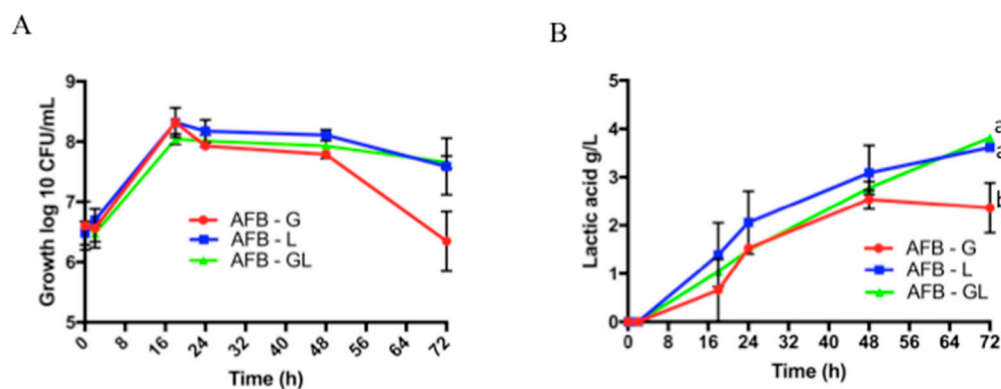 A
Growth log 10 CFU/mL
9
8
7
6
5
AFB - G
AFB - L
AFB - GL
0 8 16 24 32 40 48 56 64 72
Time (h)
B
Lactic acid g/L
5
4
3
2
1
0
a
a
b
AFB - G
AFB - L
AFB - GL
0 8 16 24 32 40 48 56 64 72
Time (h)